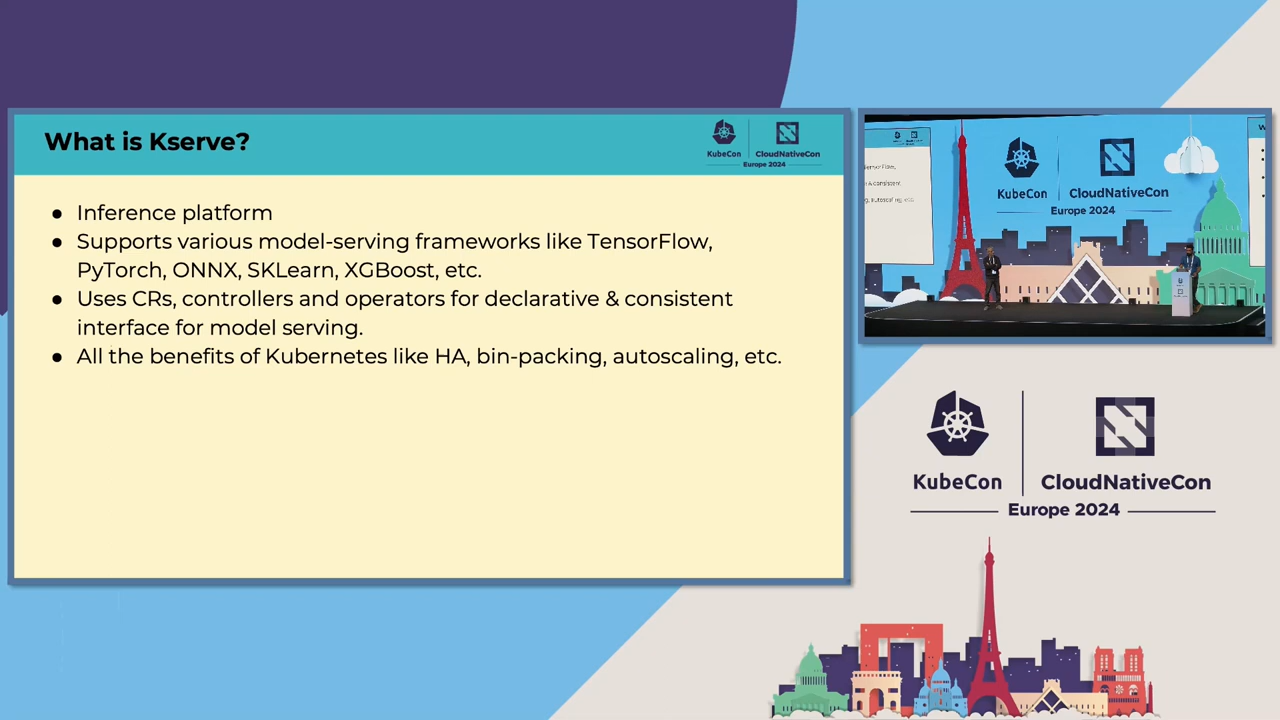 What is Kserve?
KubeCon
CloudNativeCon
Europe 2024
● Inference platform
● Supports various model-serving frameworks like TensorFlow,
PyTorch, ONNX, SKLearn, XGBoost, etc.
● Uses CRs, controllers and operators for declarative & consistent
interface for model serving.
● All the benefits of Kubernetes like HA, bin-packing, autoscaling, etc.
KubeCon
CloudNativeCon
Europe 2024
KubeCon
CloudNativeCon
Europe 2024